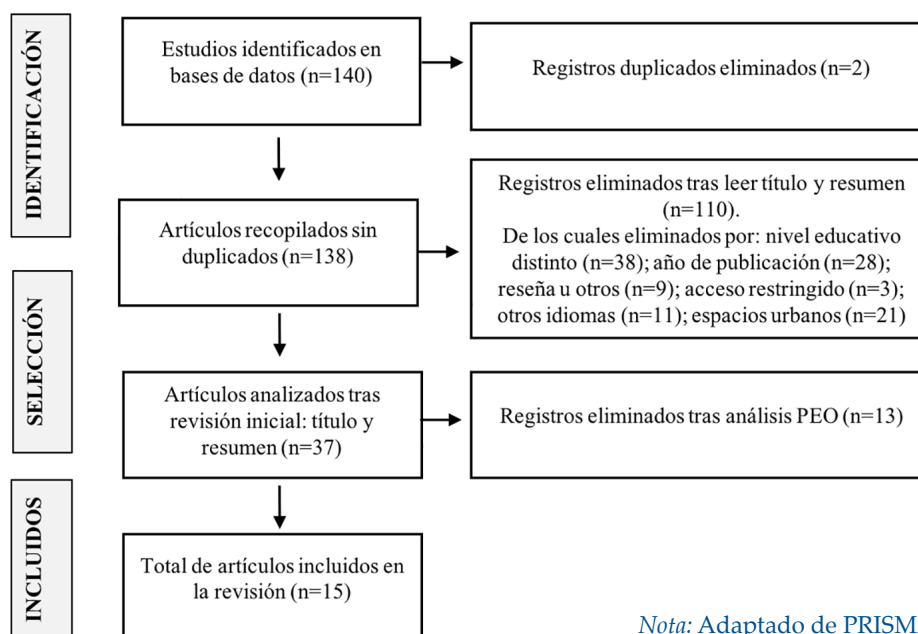 IDENTIFICACIÓN
Estudios identificados en
bases de datos (n=140)
Registros duplicados eliminados (n=2)
Artículos recopilados sin
duplicados (n=138)
Registros eliminados tras leer título y resumen
(n=110).
De los cuales eliminados por: nivel educativo
distinto (n=38); año de publicación (n=28);
reseña u otros (n=9); acceso restringido (n=3);
otros idiomas (n=11); espacios urbanos (n=21)
SELECCIÓN
Artículos analizados tras
revisión inicial: título y
resumen (n=37)
Registros eliminados tras análisis PEO (n=13)
INCLUIDOS
Total de artículos incluidos en
la revisión (n=15)
Nota: Adaptado de PRISM